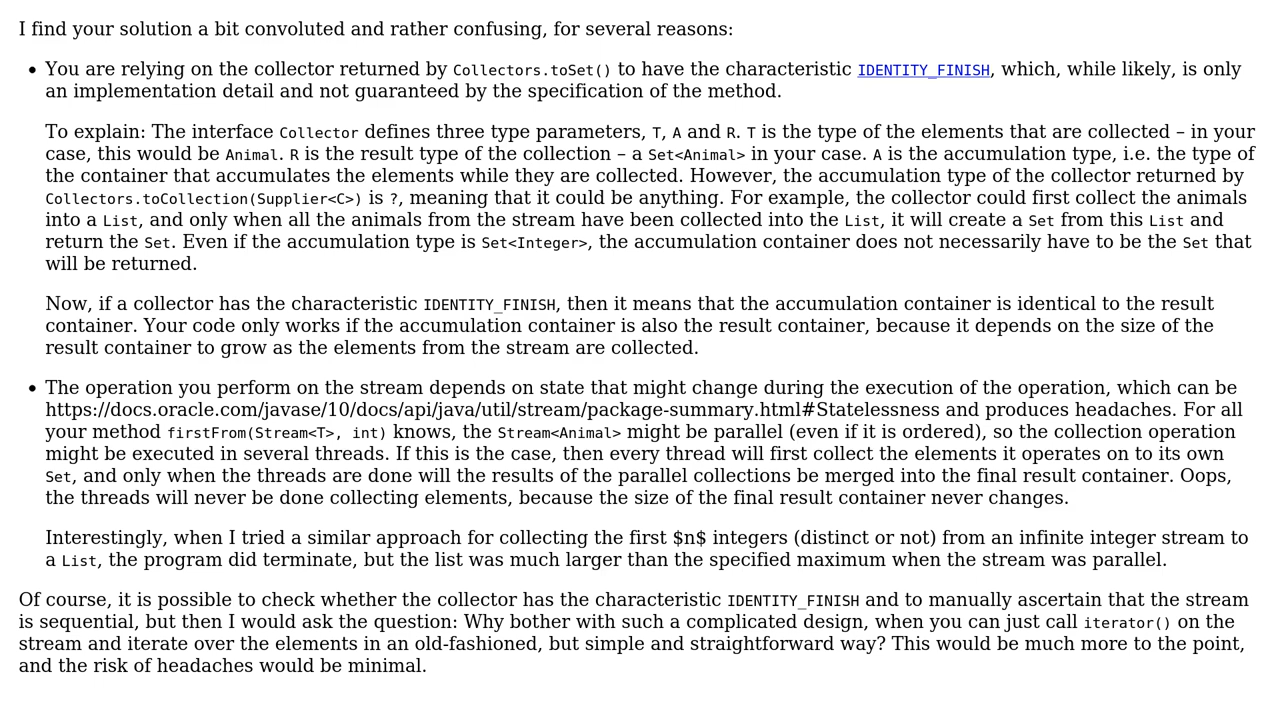 I find your solution a bit convoluted and rather confusing, for several reasons:
• You are relying on the collector returned by Collectors.toSet() to have the characteristic IDENTITY_FINISH, which, while likely, is only
an implementation detail and not guaranteed by the specification of the method.
To explain: The interface Collector defines three type parameters, T, A and R. T is the type of the elements that are collected – in your
case, this would be Animal. R is the result type of the collection – a Set<Animal> in your case. A is the accumulation type, i.e. the type of
the container that accumulates the elements while they are collected. However, the accumulation type of the collector returned by
Collectors.toCollection(Supplier<C>) is ?, meaning that it could be anything. For example, the collector could first collect the animals
into a List, and only when all the animals from the stream have been collected into the List, it will create a Set from this List and
return the Set. Even if the accumulation type is Set<Integer>, the accumulation container does not necessarily have to be the Set that
will be returned.
Now, if a collector has the characteristic IDENTITY_FINISH, then it means that the accumulation container is identical to the result
container. Your code only works if the accumulation container is also the result container, because it depends on the size of the
result container to grow as the elements from the stream are collected.
• The operation you perform on the stream depends on state that might change during the execution of the operation, which can be
https://docs.oracle.com/javase/10/docs/api/java/util/stream/package-summary.html#Statelessness and produces headaches. For all
your method firstFrom(Stream<T>, int) knows, the Stream<Animal> might be parallel (even if it is ordered), so the collection operation
might be executed in several threads. If this is the case, then every thread will first collect the elements it operates on to its own
Set, and only when the threads are done will the results of the parallel collections be merged into the final result container. Oops,
the threads will never be done collecting elements, because the size of the final result container never changes.
Interestingly, when I tried a similar approach for collecting the first $n$ integers (distinct or not) from an infinite integer stream to
a List, the program did terminate, but the list was much larger than the specified maximum when the stream was parallel.
Of course, it is possible to check whether the collector has the characteristic IDENTITY_FINISH and to manually ascertain that the stream
is sequential, but then I would ask the question: Why bother with such a complicated design, when you can just call iterator() on the
stream and iterate over the elements in an old-fashioned, but simple and straightforward way? This would be much more to the point,
and the risk of headaches would be minimal.